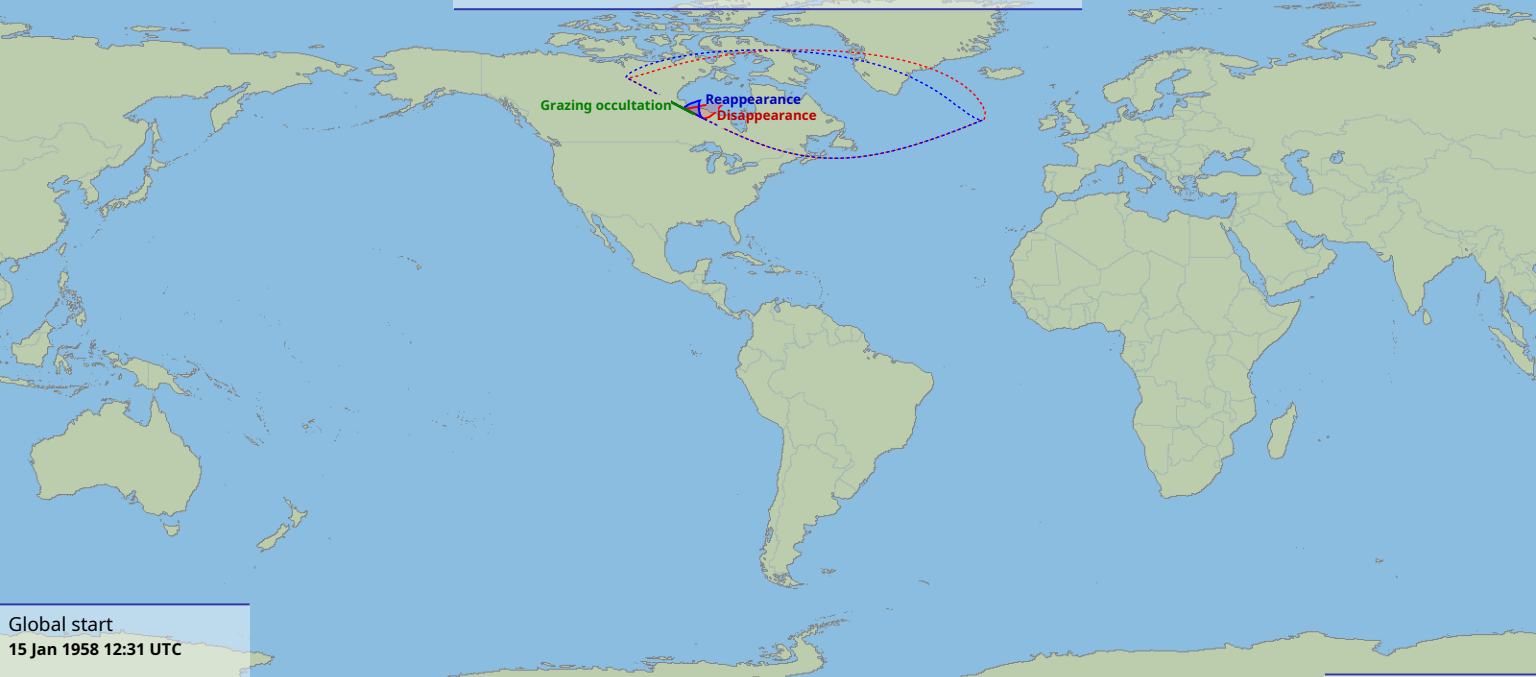 Reappearance
Grazing occultation
Disappearance
Global start
15 Jan 1958 12:31 UTC